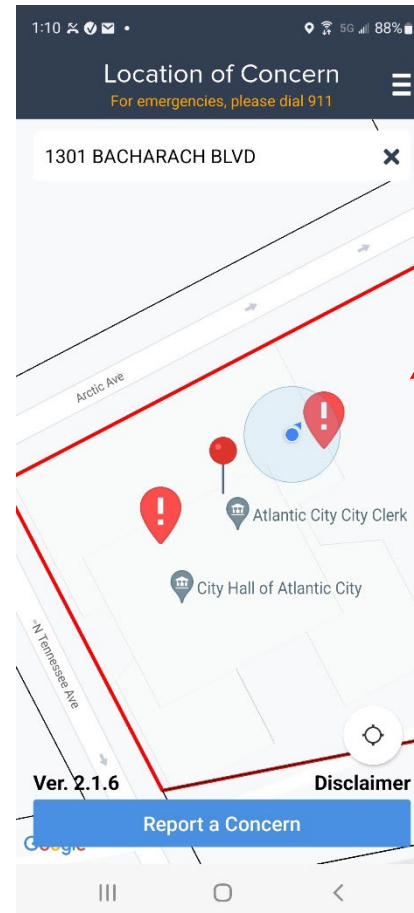 1:10
5G
88%
Location of Concern
For emergencies, please dial 911
1301 BACHARACH BLVD
Arctic Ave
Atlantic City City Clerk
City Hall of Atlantic City
N Tennessee Ave
Ver. 2.1.6
Disclaimer
Report a Concern
Google